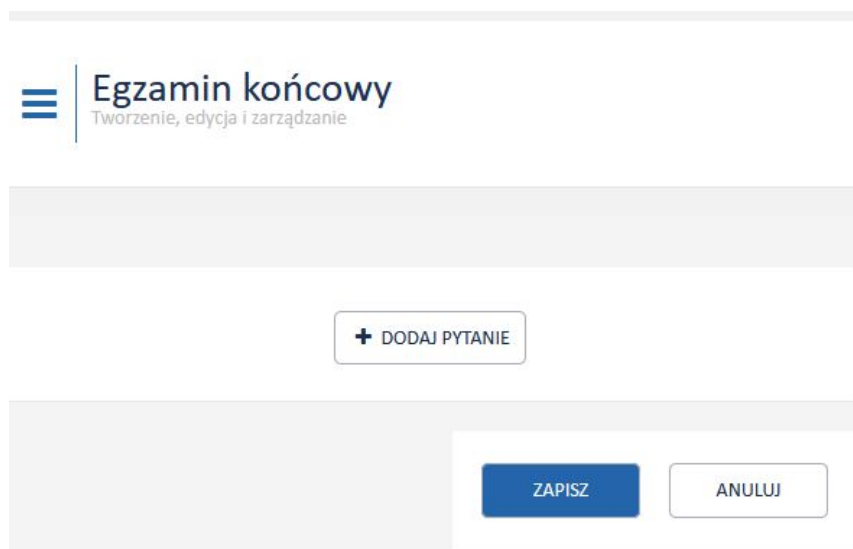 Egzamin końcowy
Tworzenie, edycja i zarządzanie
DODAJ PYTANIE
ZAPISZ
ANULUJ